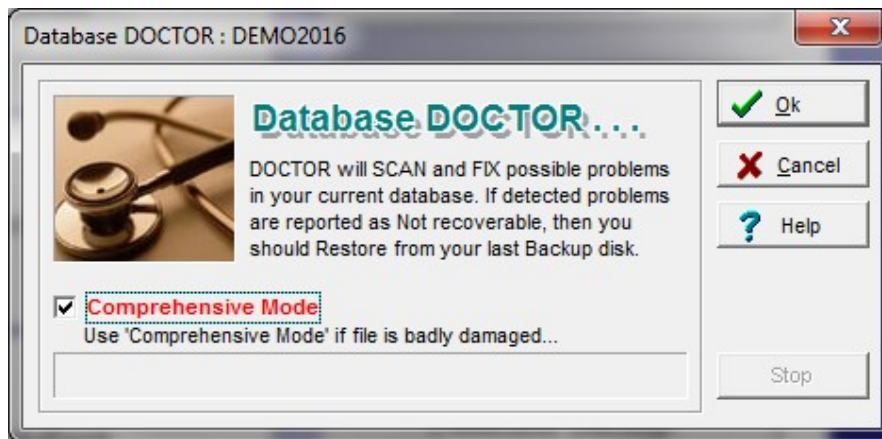 Database DOCTOR : DEMO2016
Database DOCTOR...
DOCTOR will SCAN and FIX possible problems
in your current database. If detected problems
are reported as Not recoverable, then you
should Restore from your last Backup disk.
Comprehensive Mode
Use 'Comprehensive Mode' if file is badly damaged...
Ok
Cancel
Help
Stop